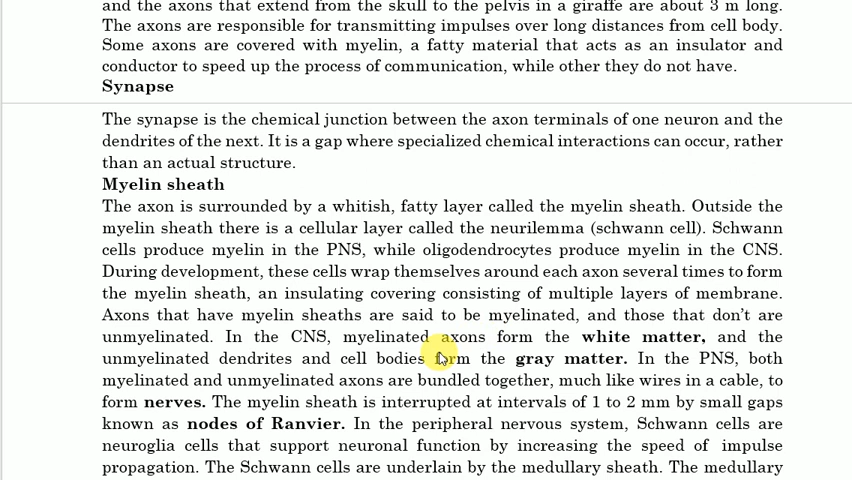 and the axons that extend from the skull to the pelvis in a giraffe are about 3 m long.
The axons are responsible for transmitting impulses over long distances from cell body.
Some axons are covered with myelin, a fatty material that acts as an insulator and
conductor to speed up the process of communication, while other they do not have.
Synapse
The synapse is the chemical junction between the axon terminals of one neuron and the
dendrites of the next. It is a gap where specialized chemical interactions can occur, rather
than an actual structure.
Myelin sheath
The axon is surrounded by a whitish, fatty layer called the myelin sheath. Outside the
myelin sheath there is a cellular layer called the neurilemma (schwann cell). Schwann
cells produce myelin in the PNS, while oligodendrocytes produce myelin in the CNS.
During development, these cells wrap themselves around each axon several times to form
the myelin sheath, an insulating covering consisting of multiple layers of membrane.
Axons that have myelin sheaths are said to be myelinated, and those that don't are
unmyelinated. In the CNS, myelinated axons form the white matter, and the
unmyelinated dendrites and cell bodies form the gray matter. In the PNS, both
myelinated and unmyelinated axons are bundled together, much like wires in a cable, to
form nerves. The myelin sheath is interrupted at intervals of 1 to 2 mm by small gaps
known as nodes of Ranvier. In the peripheral nervous system, Schwann cells are
neuroglia cells that support neuronal function by increasing the speed of impulse
propagation. The Schwann cells are underlain by the medullary sheath. The medullary